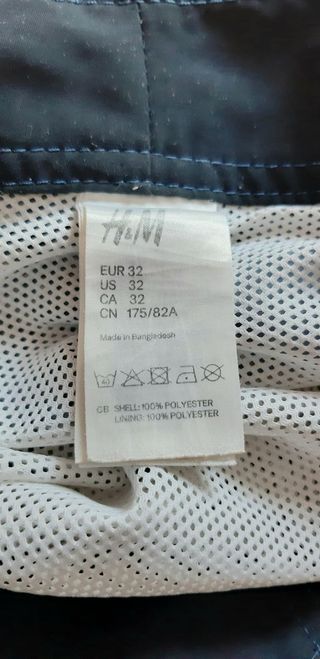 H&M
EUR 32
US 32
CA 32
CN 175/82A
Made in Bangladesh
40
GB SHELL: 100% POLYESTER
LINING: 100% POLYESTER